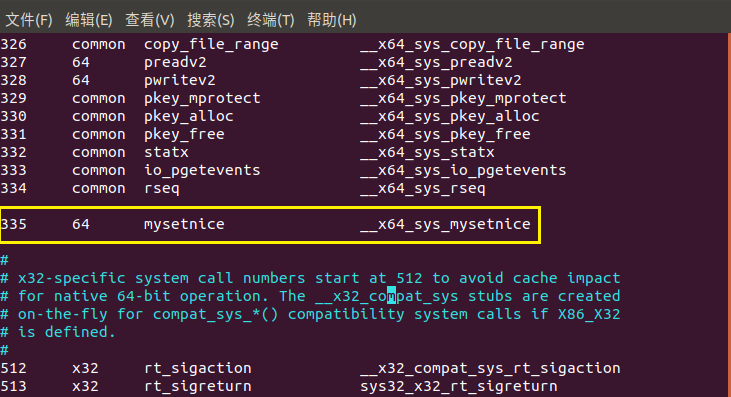 文件(F) 编辑(E) 查看(V) 搜索(S) 终端(T) 帮助(H)
326 common copy_file_range __x64_sys_copy_file_range
327 64 preadv2 __x64_sys_preadv2
328 64 pwritev2 __x64_sys_pwritev2
329 common pkey_mprotect __x64_sys_pkey_mprotect
330 common pkey_alloc __x64_sys_pkey_alloc
331 common pkey_free __x64_sys_pkey_free
332 common statx __x64_sys_statx
333 common io_pgetevents __x64_sys_io_pgetevents
334 common rseq __x64_sys_rseq
335 64 mysetnice __x64_sys_mysetnice
#
# x32-specific system call numbers start at 512 to avoid cache impact
# for native 64-bit operation. The __x32_compat_sys stubs are created
# on-the-fly for compat_sys_*() compatibility system calls if X86_X32
# is defined.
#
512 x32 rt_sigaction __x32_compat_sys_rt_sigaction
513 x32 rt_sigreturn sys32_x32_rt_sigreturn